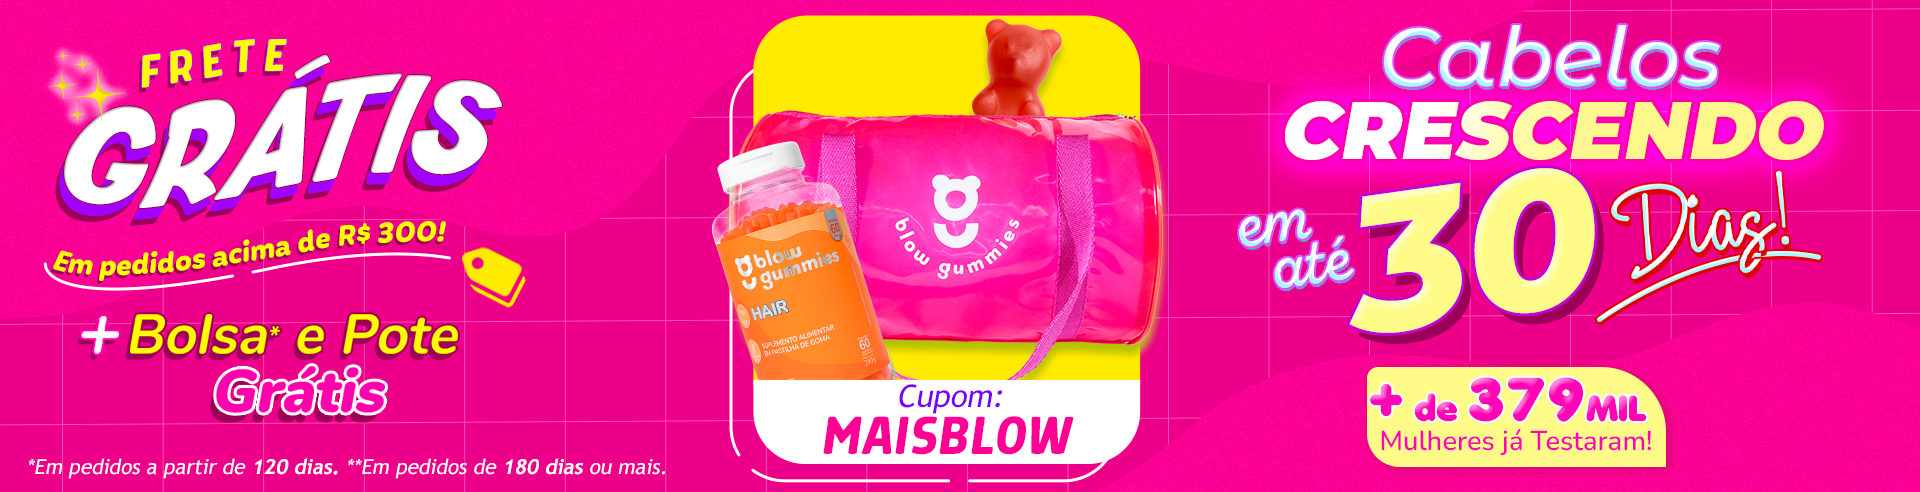 FRETE
GRÁTIS
Em pedidos acima de R$ 300!
+ Bolsa* e Pote
Grátis
*Em pedidos a partir de 120 dias. **Em pedidos de 180 dias ou mais.
blow gummies
blow
gummies
HAIR
SUPLEMENTO ALIMENTAR
EM PASTILHA DE GOMA
60
Cupom:
MAISBLOW
Cabelos
CRESCENDO
em até 30 Dias!
+ de 379 MIL
Mulheres já Testaram!